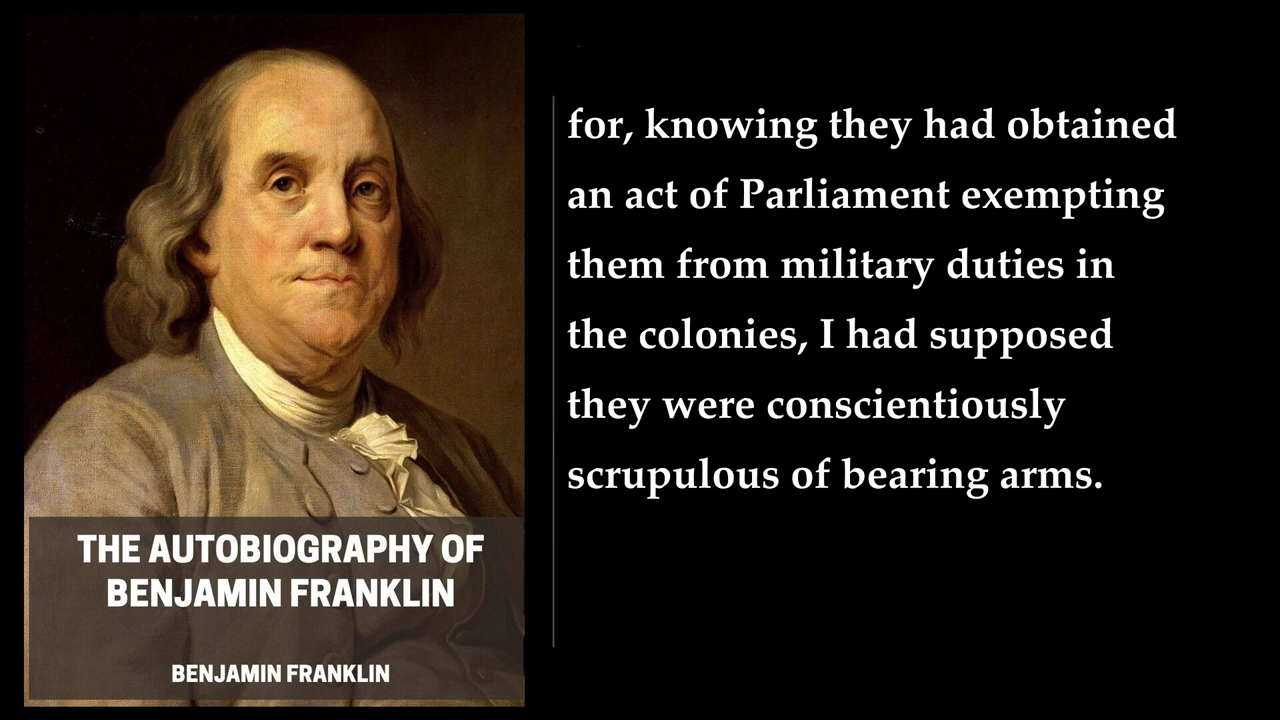 for, knowing they had obtained
an act of Parliament exempting
them from military duties in
the colonies, I had supposed
they were conscientiously
scrupulous of bearing arms.
THE AUTOBIOGRAPHY OF
BENJAMIN FRANKLIN
BENJAMIN FRANKLIN